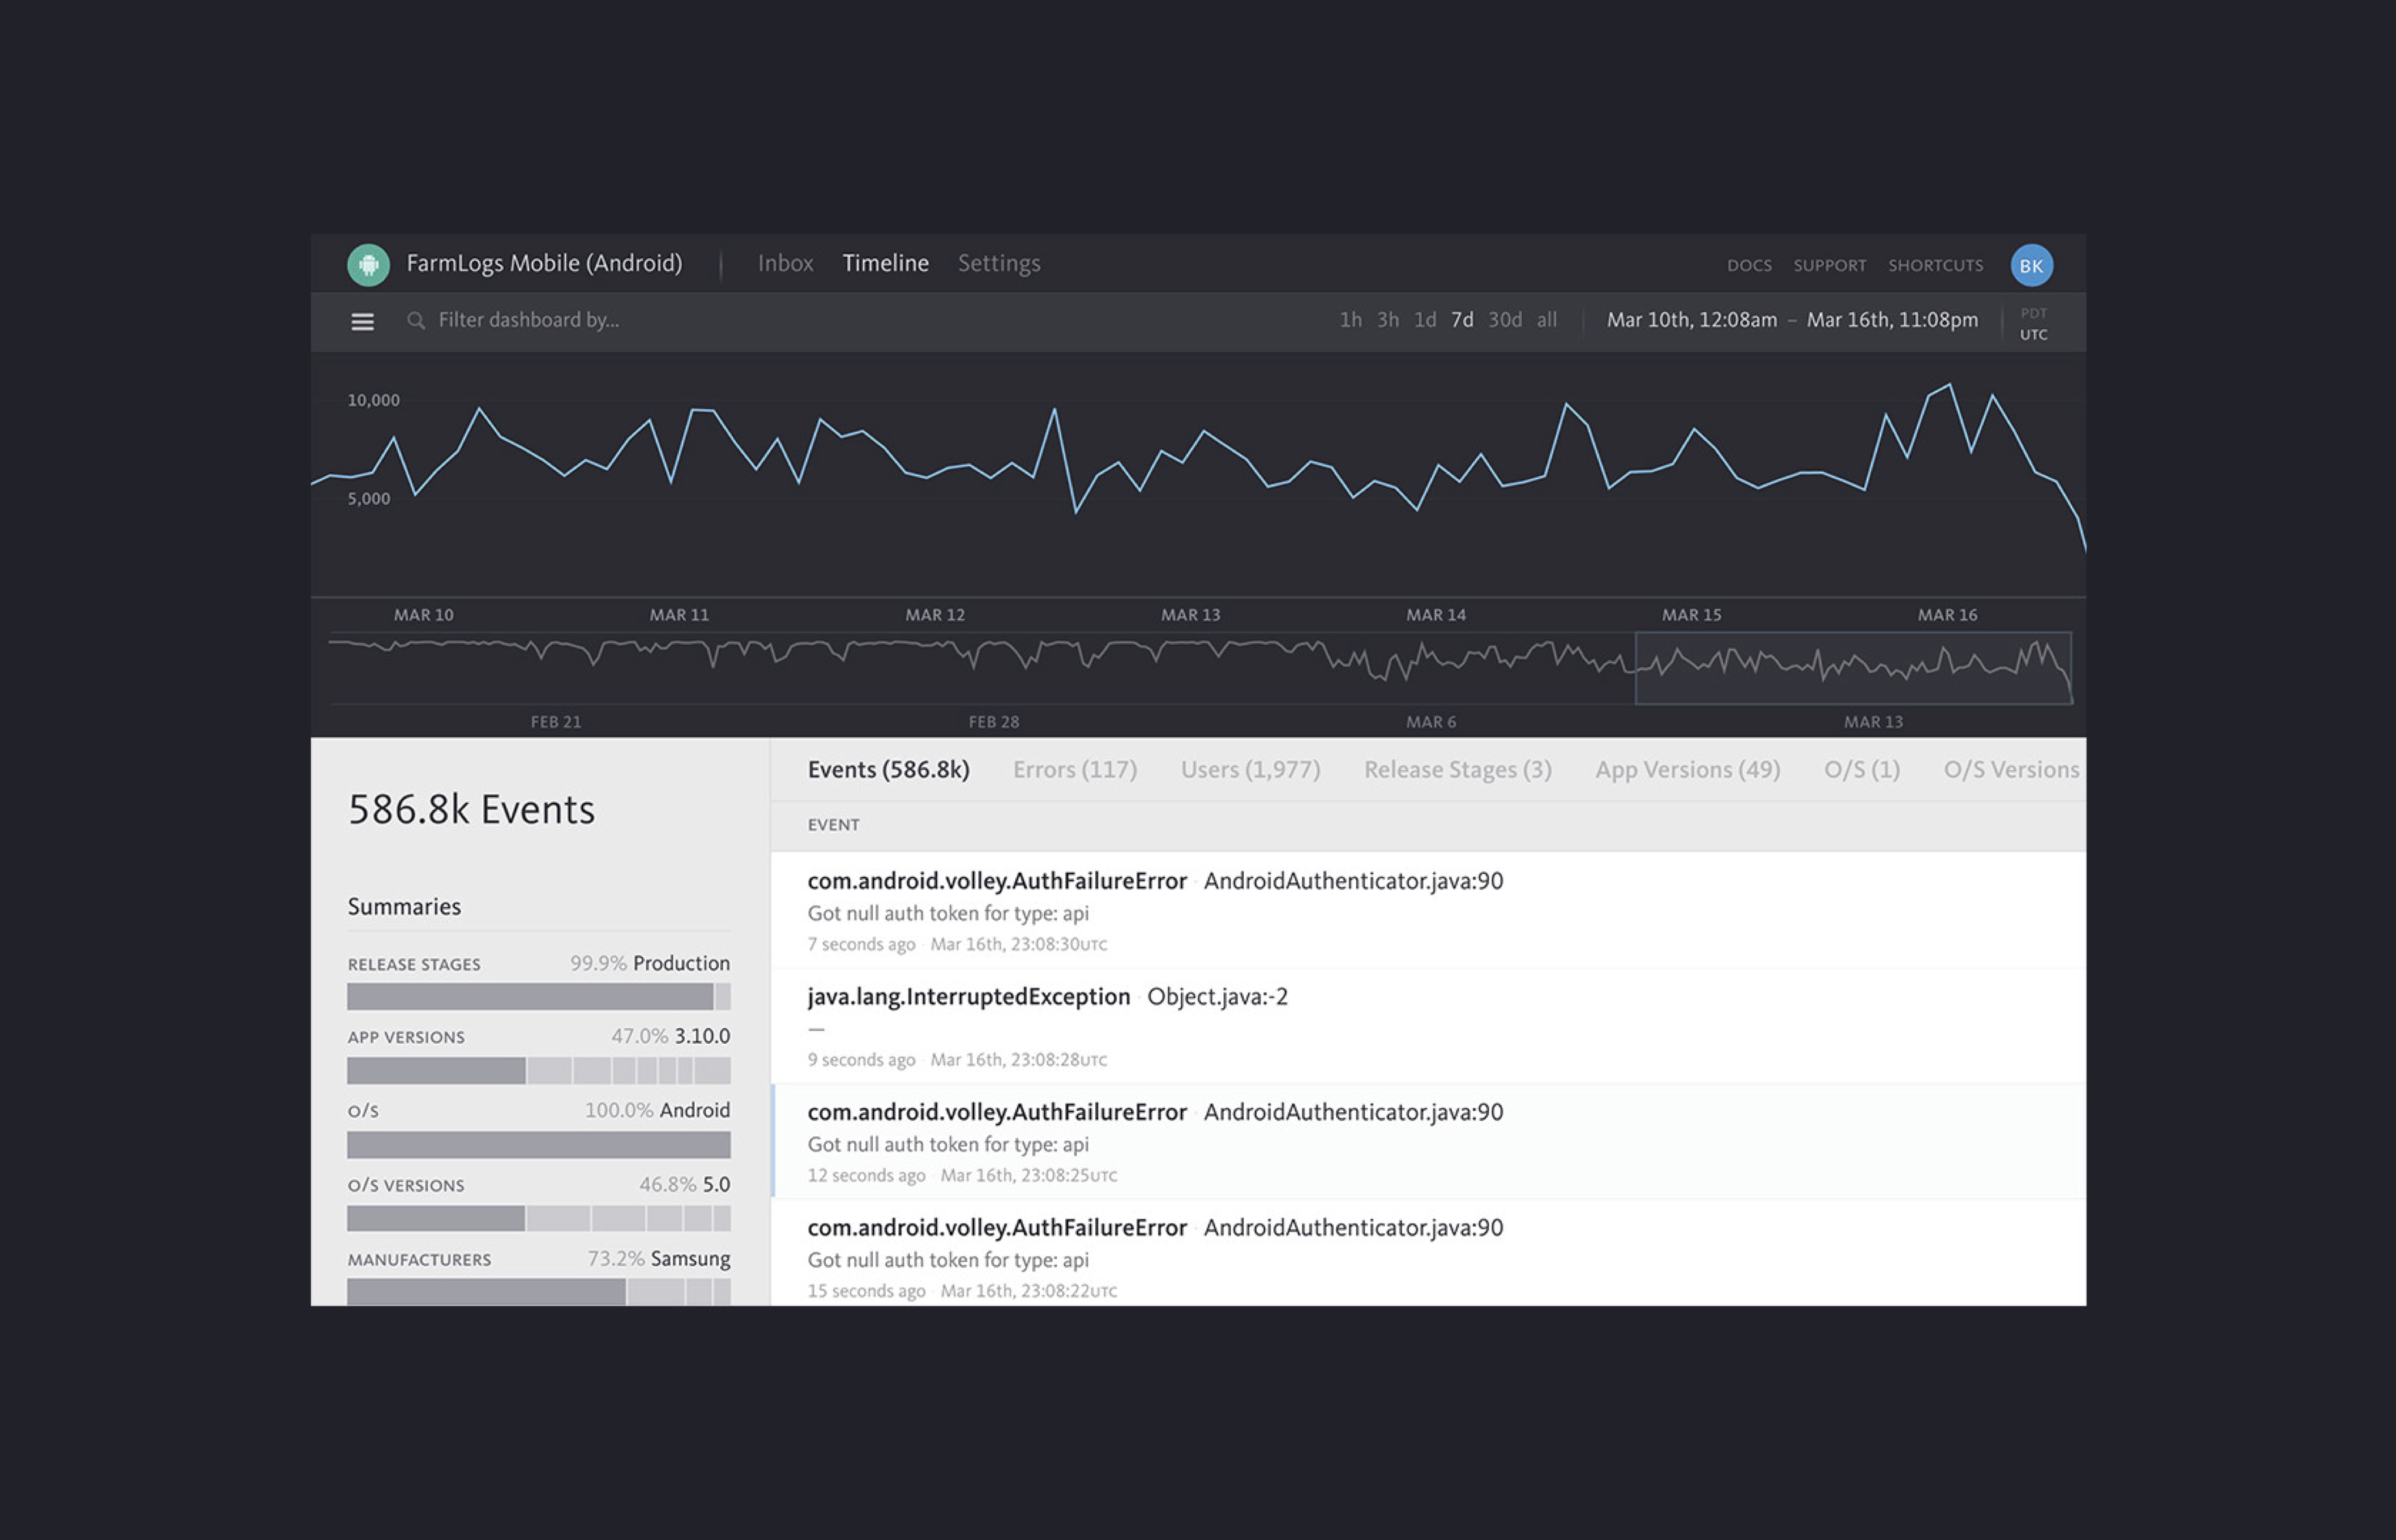 FarmLogs Mobile (Android) Inbox Timeline Settings DOCS SUPPORT SHORTCUTS BK
Filter dashboard by... 1h 3h 1d 7d 30d all Mar 10th, 12:08am – Mar 16th, 11:08pm PDT
UTC
10,000
5,000
MAR 10 MAR 11 MAR 12 MAR 13 MAR 14 MAR 15 MAR 16
FEB 21 FEB 28 MAR 6 MAR 13
586.8k Events
Summaries
RELEASE STAGES 99.9% Production
APP VERSIONS 47.0% 3.10.0
O/S 100.0% Android
O/S VERSIONS 46.8% 5.0
MANUFACTURERS 73.2% Samsung
Events (586.8k) Errors (117) Users (1,977) Release Stages (3) App Versions (49) O/S (1) O/S Versions
EVENT
com.android.volley.AuthFailureError · AndroidAuthenticator.java:90
Got null auth token for type: api
7 seconds ago · Mar 16th, 23:08:30UTC
java.lang.InterruptedException · Object.java:-2
—
9 seconds ago · Mar 16th, 23:08:28UTC
com.android.volley.AuthFailureError · AndroidAuthenticator.java:90
Got null auth token for type: api
12 seconds ago · Mar 16th, 23:08:25UTC
com.android.volley.AuthFailureError · AndroidAuthenticator.java:90
Got null auth token for type: api
15 seconds ago · Mar 16th, 23:08:22UTC